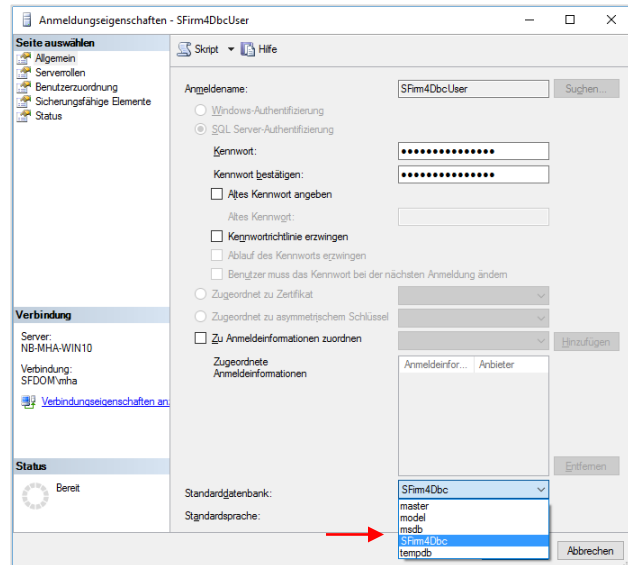 Anmeldungseigenschaften - SFirm4DbcUser
Seite auswählen
Allgemein
Serverrollen
Benutzerzuordnung
Sicherungsfähige Elemente
Status
Skript
Hilfe
Anmeldename:
SFirm4DbcUser
Suchen...
Windows-Authentifizierung
SQL Server-Authentifizierung
Kennwort:
●●●●●●●●●●●●●●●
Kennwort bestätigen:
●●●●●●●●●●●●●●●
Altes Kennwort angeben
Altes Kennwort:
Kennwortrichtlinie erzwingen
Ablauf des Kennworts erzwingen
Benutzer muss das Kennwort bei der nächsten Anmeldung ändern
Zugeordnet zu Zertifikat
Zugeordnet zu asymmetrischem Schlüssel
Zu Anmeldeinformationen zuordnen
Hinzufügen
Zugeordnete
Anmeldeinformationen
Anmeldeinfor... Anbieter
Entfernen
Verbindung
Server:
NB-MHA-WIN10
Verbindung:
SFDOM\mha
Verbindungseigenschaften an
Status
Bereit
Standarddatenbank:
SFirm4Dbc
Standardsprache:
master
model
msdb
SFirm4Dbc
tempdb
Abbrechen